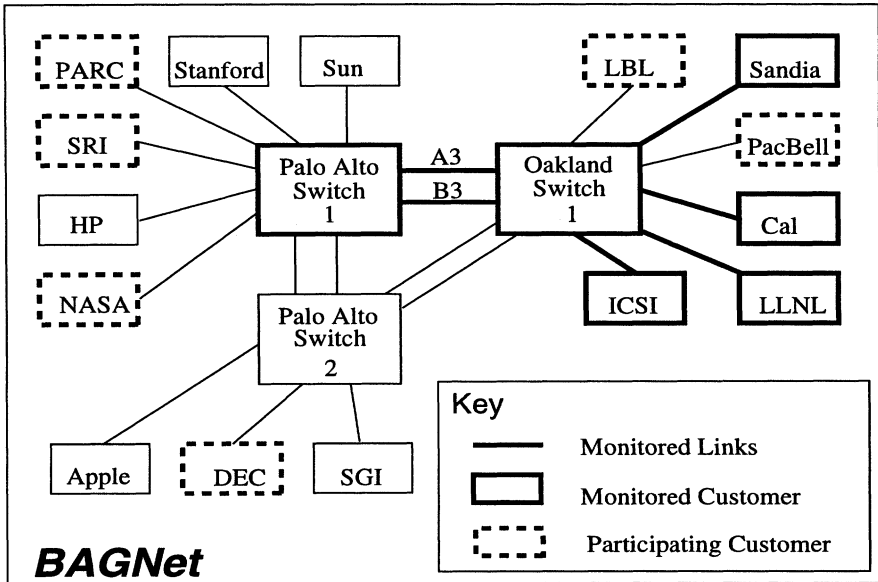 PARC
Stanford
Sun
LBL
Sandia
SRI
Palo Alto
Switch
1
A3
B3
Oakland
Switch
1
PacBell
HP
Cal
NASA
Palo Alto
Switch
2
ICSI
LLNL
Apple
DEC
SGI
Key
Monitored Links
Monitored Customer
Participating Customer
BAGNet